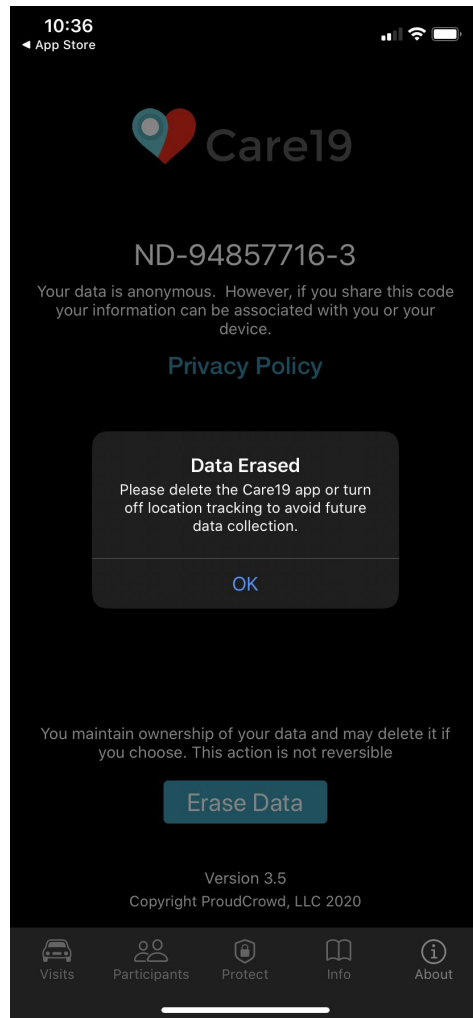 10:36
◀ App Store
Care19
ND-94857716-3
Your data is anonymous.  However, if you share this code
your information can be associated with you or your
device.
Privacy Policy
Data Erased
Please delete the Care19 app or turn
off location tracking to avoid future
data collection.
OK
You maintain ownership of your data and may delete it if
you choose. This action is not reversible
Erase Data
Version 3.5
Copyright ProudCrowd, LLC 2020
Visits Participants Protect Info About